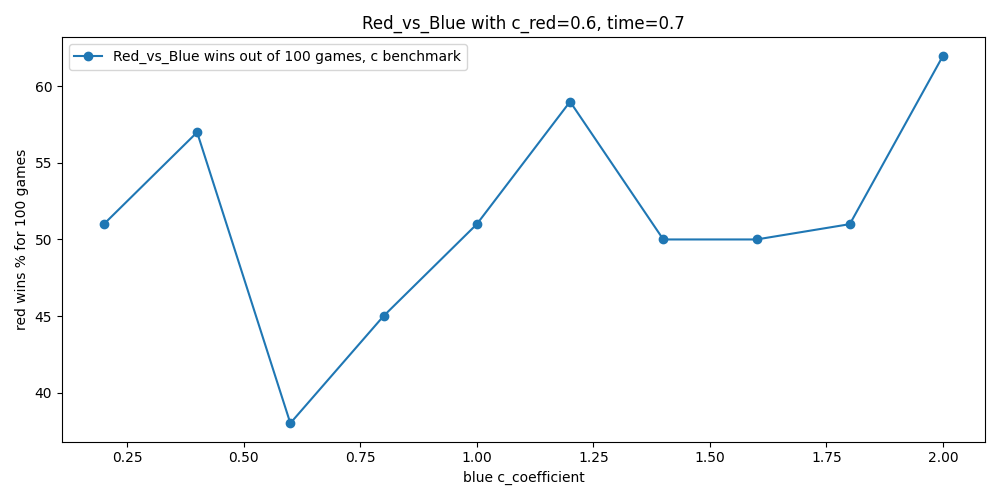 Red_vs_Blue with c_red=0.6, time=0.7
Red_vs_Blue wins out of 100 games, c benchmark
red wins % for 100 games
60
55
50
45
40
0.25 0.50 0.75 1.00 1.25 1.50 1.75 2.00
blue c_coefficient